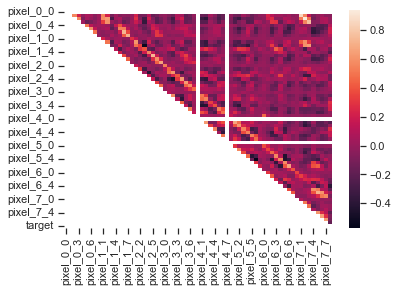 pixel_0_0
pixel_0_4
pixel_1_0
pixel_1_4
pixel_2_0
pixel_2_4
pixel_3_0
pixel_3_4
pixel_4_0
pixel_4_4
pixel_5_0
pixel_5_4
pixel_6_0
pixel_6_4
pixel_7_0
pixel_7_4
target
pixel_0_0
pixel_0_3
pixel_0_6
pixel_1_1
pixel_1_4
pixel_1_7
pixel_2_2
pixel_2_5
pixel_3_0
pixel_3_3
pixel_3_6
pixel_4_1
pixel_4_4
pixel_4_7
pixel_5_2
pixel_5_5
pixel_6_0
pixel_6_3
pixel_6_6
pixel_7_1
pixel_7_4
pixel_7_7
0.8
0.6
0.4
0.2
0.0
−0.2
−0.4